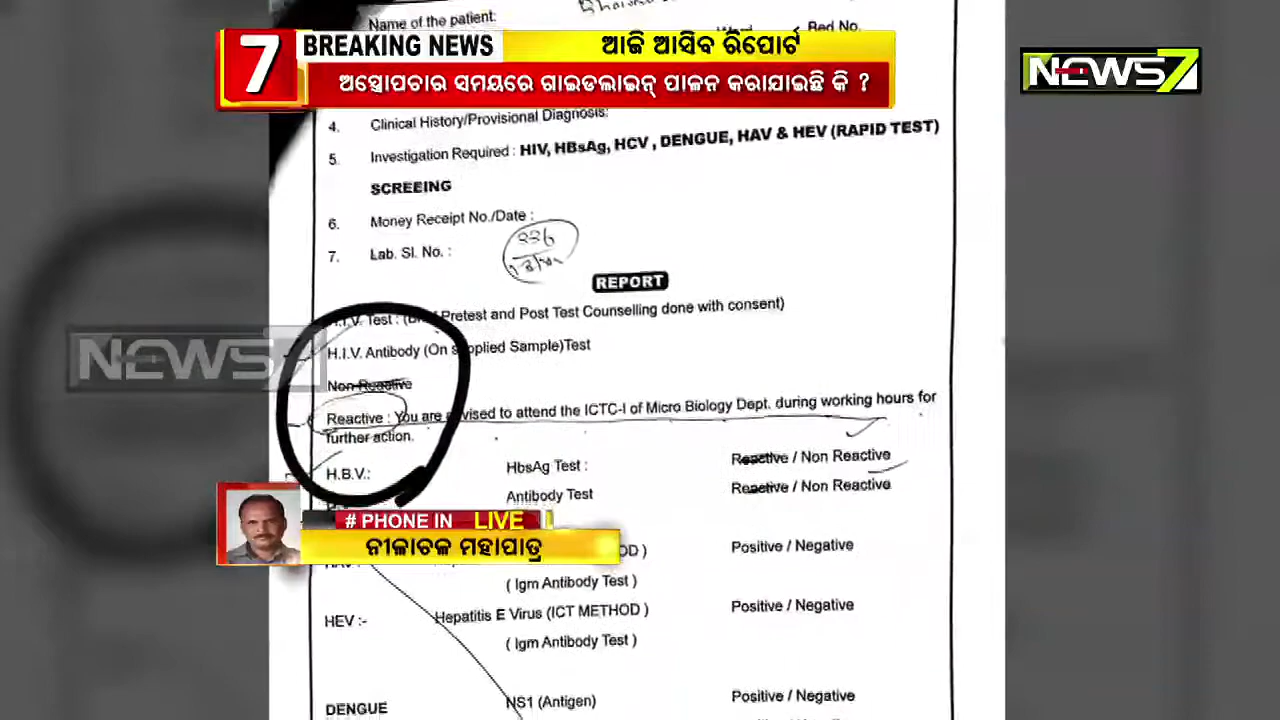 Name of the patient:
Bed No.
7 BREAKING NEWS
ଆଜି ଆସିବ ରିପୋର୍ଟ
ଅସ୍ତ୍ରୋପଚାର ସମୟରେ ଗାଇଡଲାଇନ୍ ପାଳନ କରାଯାଇଛି କି ?
NEWS7
4. Clinical History/Provisional Diagnosis:
5. Investigation Required : HIV, HBsAg, HCV , DENGUE, HAV & HEV (RAPID TEST)
SCREEING
6. Money Receipt No./Date :
7. Lab. Sl. No. :
REPORT
H.I.V. Test : (Brief Pretest and Post Test Counselling done with consent)
H.I.V. Antibody (On supplied Sample)Test
NEWS7
Non Reactive
Reactive : You are advised to attend the ICTC-I of Micro Biology Dept. during working hours for
further action.
H.B.V.: HbsAg Test : Reactive / Non Reactive
Antibody Test Reactive / Non Reactive
# PHONE IN LIVE
ନୀଳାଚଳ ମହାପାତ୍ର
Positive / Negative
( Igm Antibody Test )
HEV :- Hepatitis E Virus (ICT METHOD ) Positive / Negative
( Igm Antibody Test )
DENGUE NS1 (Antigen) Positive / Negative